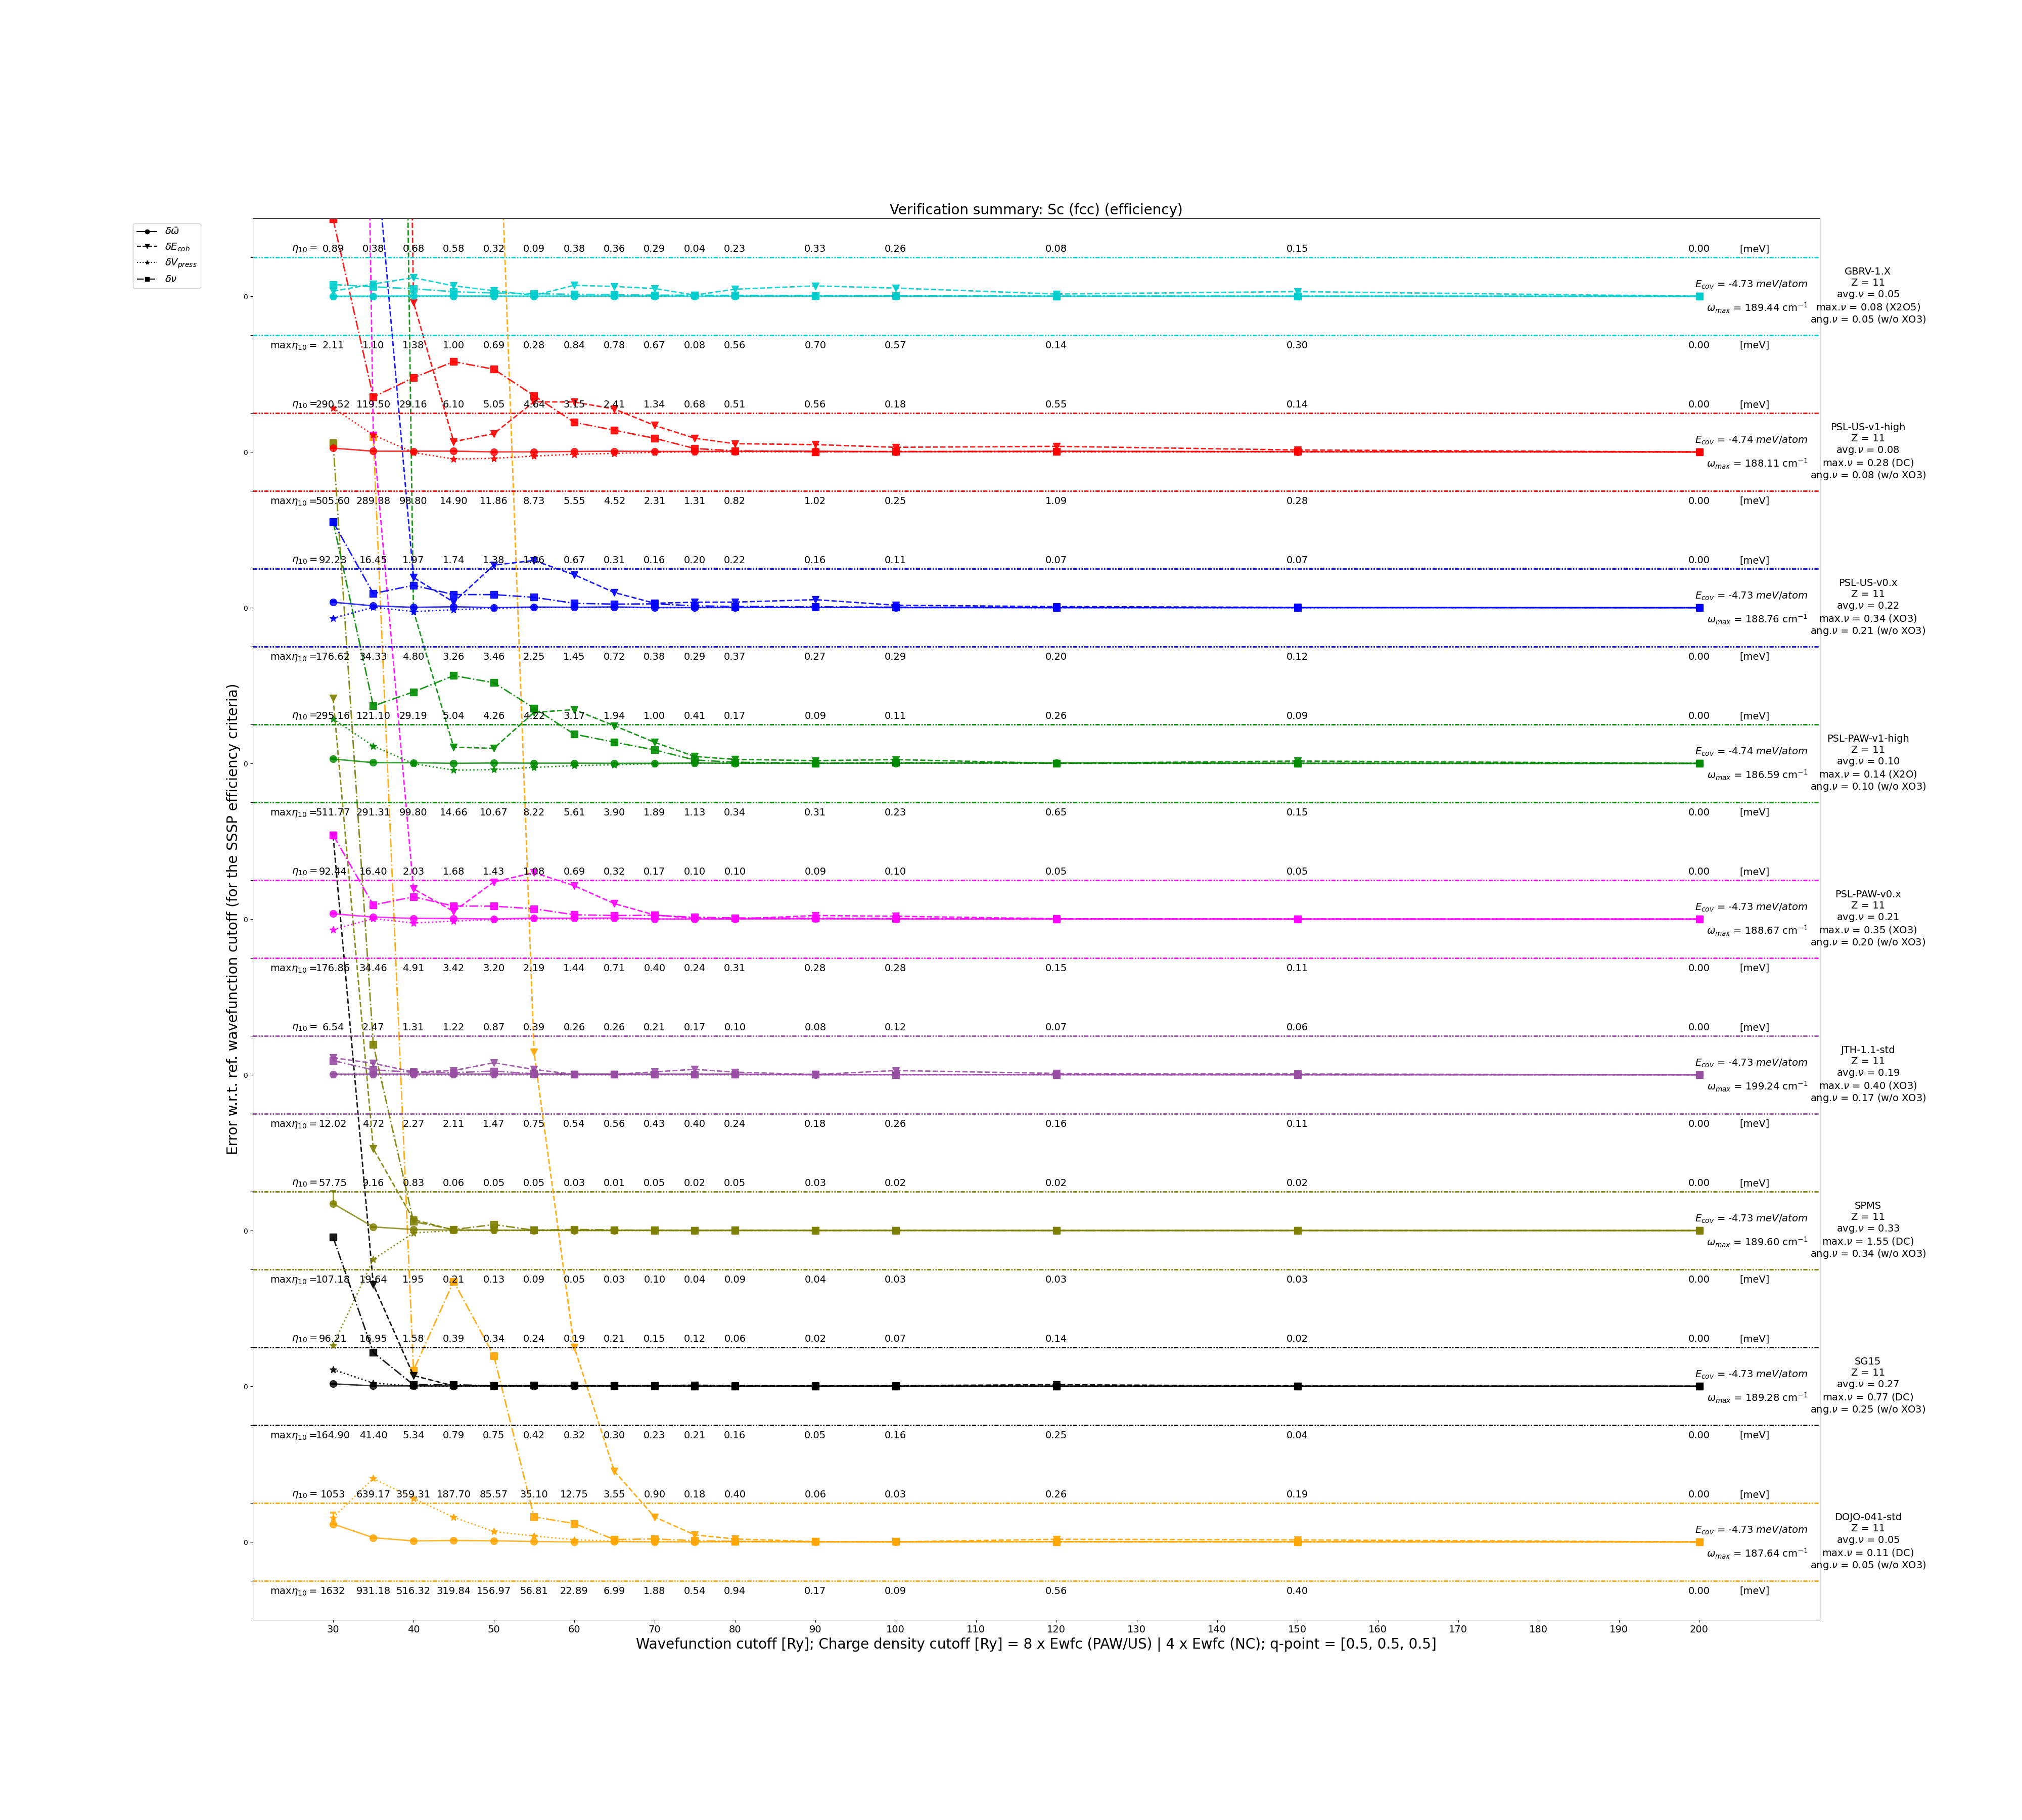 Verification summary: Sc (fcc) (efficiency)
δω̄
δE_coh
δV_press
δν
Error w.r.t. ref. wavefunction cutoff (for the SSSP efficiency criteria)
η₁₀ = 0.89 0.38 0.68 0.58 0.32 0.09 0.38 0.36 0.29 0.04 0.23 0.33 0.26 0.08 0.15 0.00 [meV]
0
E_cov = -4.73 meV/atom
ω_max = 189.44 cm⁻¹
GBRV-1.X
Z = 11
avg.ν = 0.05
max.ν = 0.08 (X2O5)
ang.ν = 0.05 (w/o XO3)
maxη₁₀ = 2.11 1.10 1.38 1.00 0.69 0.28 0.84 0.78 0.67 0.08 0.56 0.70 0.57 0.14 0.30 0.00 [meV]
η₁₀ = 290.52 119.50 29.16 6.10 5.05 4.64 3.15 2.41 1.34 0.68 0.51 0.56 0.18 0.55 0.14 0.00 [meV]
0
E_cov = -4.74 meV/atom
ω_max = 188.11 cm⁻¹
PSL-US-v1-high
Z = 11
avg.ν = 0.08
max.ν = 0.28 (DC)
ang.ν = 0.08 (w/o XO3)
maxη₁₀ = 505.60 289.38 98.80 14.90 11.86 8.73 5.55 4.52 2.31 1.31 0.82 1.02 0.25 1.09 0.28 0.00 [meV]
η₁₀ = 92.23 16.45 1.97 1.74 1.38 1.06 0.67 0.31 0.16 0.20 0.22 0.16 0.11 0.07 0.07 0.00 [meV]
0
E_cov = -4.73 meV/atom
ω_max = 188.76 cm⁻¹
PSL-US-v0.x
Z = 11
avg.ν = 0.22
max.ν = 0.34 (XO3)
ang.ν = 0.21 (w/o XO3)
maxη₁₀ = 176.62 34.33 4.80 3.26 3.46 2.25 1.45 0.72 0.38 0.29 0.37 0.27 0.29 0.20 0.12 0.00 [meV]
η₁₀ = 295.16 121.10 29.19 5.04 4.26 4.22 3.17 1.94 1.00 0.41 0.17 0.09 0.11 0.26 0.09 0.00 [meV]
0
E_cov = -4.74 meV/atom
ω_max = 186.59 cm⁻¹
PSL-PAW-v1-high
Z = 11
avg.ν = 0.10
max.ν = 0.14 (X2O)
ang.ν = 0.10 (w/o XO3)
maxη₁₀ = 511.77 291.31 99.80 14.66 10.67 8.22 5.61 3.90 1.89 1.13 0.34 0.31 0.23 0.65 0.15 0.00 [meV]
η₁₀ = 92.44 16.40 2.03 1.68 1.43 1.08 0.69 0.32 0.17 0.10 0.10 0.09 0.10 0.05 0.05 0.00 [meV]
0
E_cov = -4.73 meV/atom
ω_max = 188.67 cm⁻¹
PSL-PAW-v0.x
Z = 11
avg.ν = 0.21
max.ν = 0.35 (XO3)
ang.ν = 0.20 (w/o XO3)
maxη₁₀ = 176.86 34.46 4.91 3.42 3.20 2.19 1.44 0.71 0.40 0.24 0.31 0.28 0.28 0.15 0.11 0.00 [meV]
η₁₀ = 6.54 2.47 1.31 1.22 0.87 0.39 0.26 0.26 0.21 0.17 0.10 0.08 0.12 0.07 0.06 0.00 [meV]
0
E_cov = -4.73 meV/atom
ω_max = 199.24 cm⁻¹
JTH-1.1-std
Z = 11
avg.ν = 0.19
max.ν = 0.40 (XO3)
ang.ν = 0.17 (w/o XO3)
maxη₁₀ = 12.02 4.72 2.27 2.11 1.47 0.75 0.54 0.56 0.43 0.40 0.24 0.18 0.26 0.16 0.11 0.00 [meV]
η₁₀ = 57.75 9.16 0.83 0.06 0.05 0.05 0.03 0.01 0.05 0.02 0.05 0.03 0.02 0.02 0.02 0.00 [meV]
0
E_cov = -4.73 meV/atom
ω_max = 189.60 cm⁻¹
SPMS
Z = 11
avg.ν = 0.33
max.ν = 1.55 (DC)
ang.ν = 0.34 (w/o XO3)
maxη₁₀ = 107.18 19.64 1.95 0.21 0.13 0.09 0.05 0.03 0.10 0.04 0.09 0.04 0.03 0.03 0.03 0.00 [meV]
η₁₀ = 96.21 16.95 1.58 0.39 0.34 0.24 0.19 0.21 0.15 0.12 0.06 0.02 0.07 0.14 0.02 0.00 [meV]
0
E_cov = -4.73 meV/atom
ω_max = 189.28 cm⁻¹
SG15
Z = 11
avg.ν = 0.27
max.ν = 0.77 (DC)
ang.ν = 0.25 (w/o XO3)
maxη₁₀ = 164.90 41.40 5.34 0.79 0.75 0.42 0.32 0.30 0.23 0.21 0.16 0.05 0.16 0.25 0.04 0.00 [meV]
η₁₀ = 1053 639.17 359.31 187.70 85.57 35.10 12.75 3.55 0.90 0.18 0.40 0.06 0.03 0.26 0.19 0.00 [meV]
0
E_cov = -4.73 meV/atom
ω_max = 187.64 cm⁻¹
DOJO-041-std
Z = 11
avg.ν = 0.05
max.ν = 0.11 (DC)
ang.ν = 0.05 (w/o XO3)
maxη₁₀ = 1632 931.18 516.32 319.84 156.97 56.81 22.89 6.99 1.88 0.54 0.94 0.17 0.09 0.56 0.40 0.00 [meV]
30 40 50 60 70 80 90 100 110 120 130 140 150 160 170 180 190 200
Wavefunction cutoff [Ry]; Charge density cutoff [Ry] = 8 x Ewfc (PAW/US) | 4 x Ewfc (NC); q-point = [0.5, 0.5, 0.5]